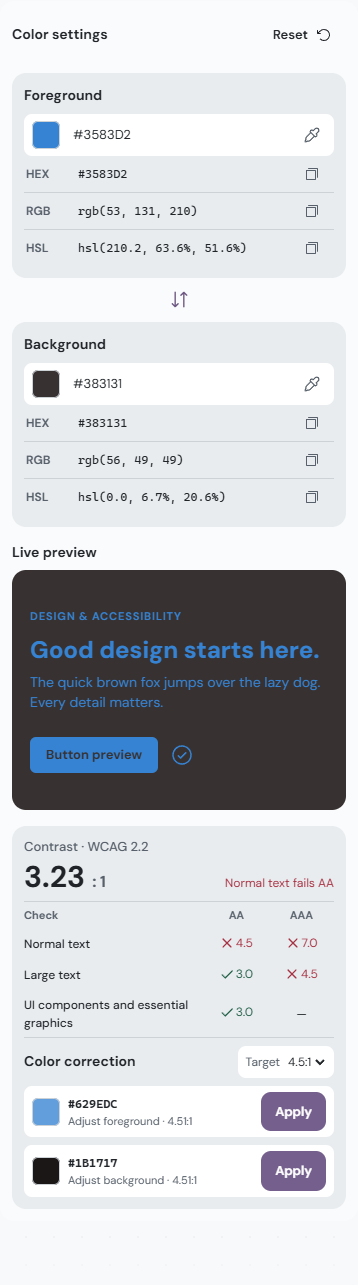 Color settings
Reset
Foreground
#3583D2
HEX #3583D2
RGB rgb(53, 131, 210)
HSL hsl(210.2, 63.6%, 51.6%)
Background
#383131
HEX #383131
RGB rgb(56, 49, 49)
HSL hsl(0.0, 6.7%, 20.6%)
Live preview
DESIGN & ACCESSIBILITY
Good design starts here.
The quick brown fox jumps over the lazy dog.
Every detail matters.
Button preview
Contrast · WCAG 2.2
3.23 :1
Normal text fails AA
Check AA AAA
Normal text 4.5 7.0
Large text 3.0 4.5
UI components and essential
graphics 3.0 —
Color correction
Target 4.5:1
#629EDC
Adjust foreground · 4.51:1
Apply
#1B1717
Adjust background · 4.51:1
Apply